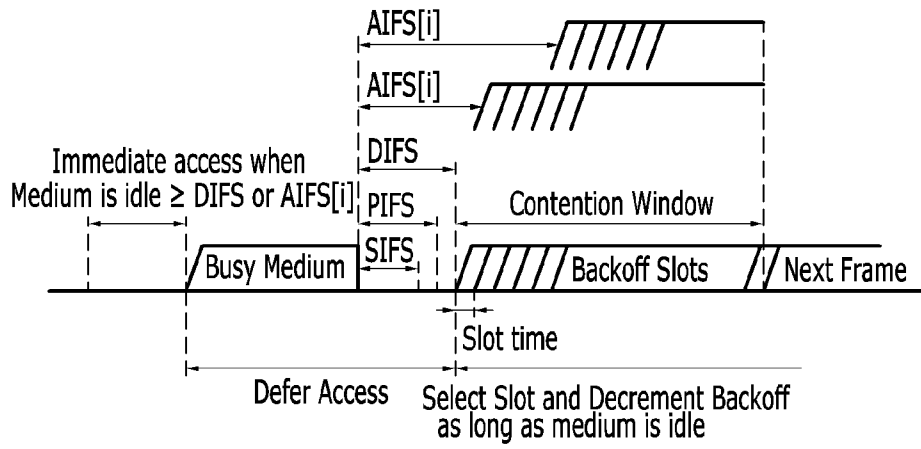 AIFS[i]
AIFS[i]
DIFS
Immediate access when
Medium is idle ≥ DIFS or AIFS[i]
PIFS
Contention Window
SIFS
Busy Medium
Backoff Slots
Next Frame
Slot time
Defer Access
Select Slot and Decrement Backoff
as long as medium is idle